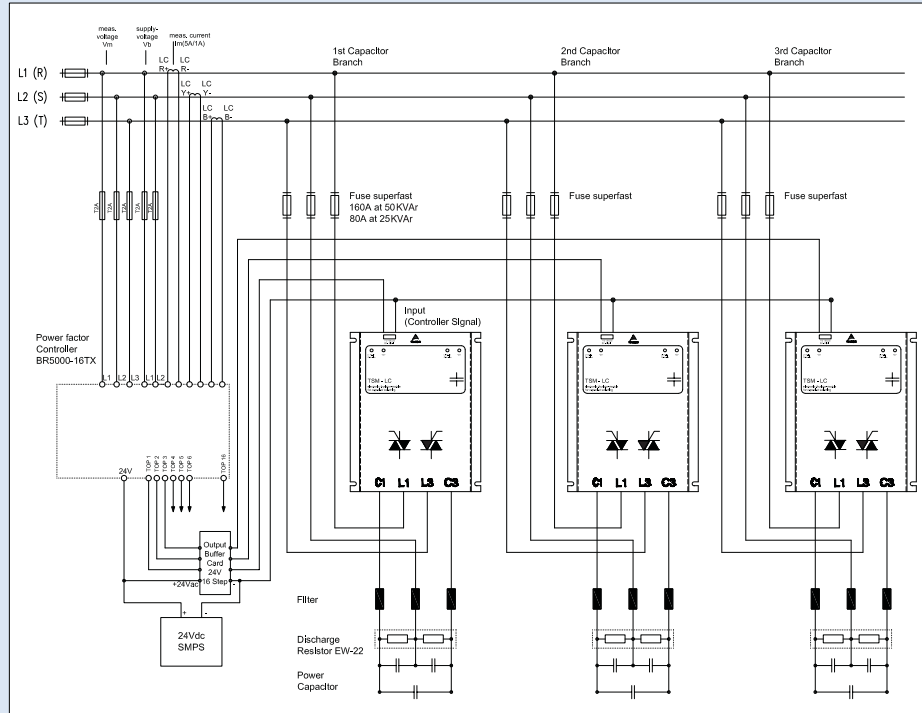 meas.
voltage
Vm
supply-
voltage
Vb
meas. current
Im(5A/1A)
LC
R+
LC
R-
LC
Y+
LC
Y-
LC
B+
LC
B-
L1 (R)
L2 (S)
L3 (T)
1st Capacitor
Branch
2nd Capacitor
Branch
3rd Capacitor
Branch
T2A
T2A
T2A
T2A
T2A
Fuse superfast
160A at 50KVAr
80A at 25KVAr
Fuse superfast
Fuse superfast
Input
(Controller Signal)
Power factor
Controller
BR5000-16TX
L1
L2
L3
L1
L2
24V
TOP 1
TOP 2
TOP 3
TOP 4
TOP 5
TOP 6
TOP 16
TSM-LC
C1 L1 L3 C3
TSM-LC
C1 L1 L3 C3
TSM-LC
C1 L1 L3 C3
Output
Buffer
Card
24V
16 Step
+24Vac
-
+
-
24Vdc
SMPS
Filter
Discharge
Resistor EW-22
Power
Capacitor